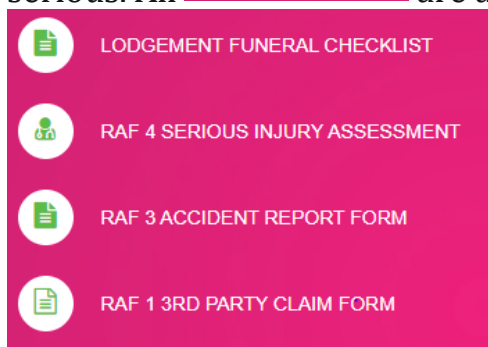 LODGEMENT FUNERAL CHECKLIST
RAF 4 SERIOUS INJURY ASSESSMENT
RAF 3 ACCIDENT REPORT FORM
RAF 1 3RD PARTY CLAIM FORM